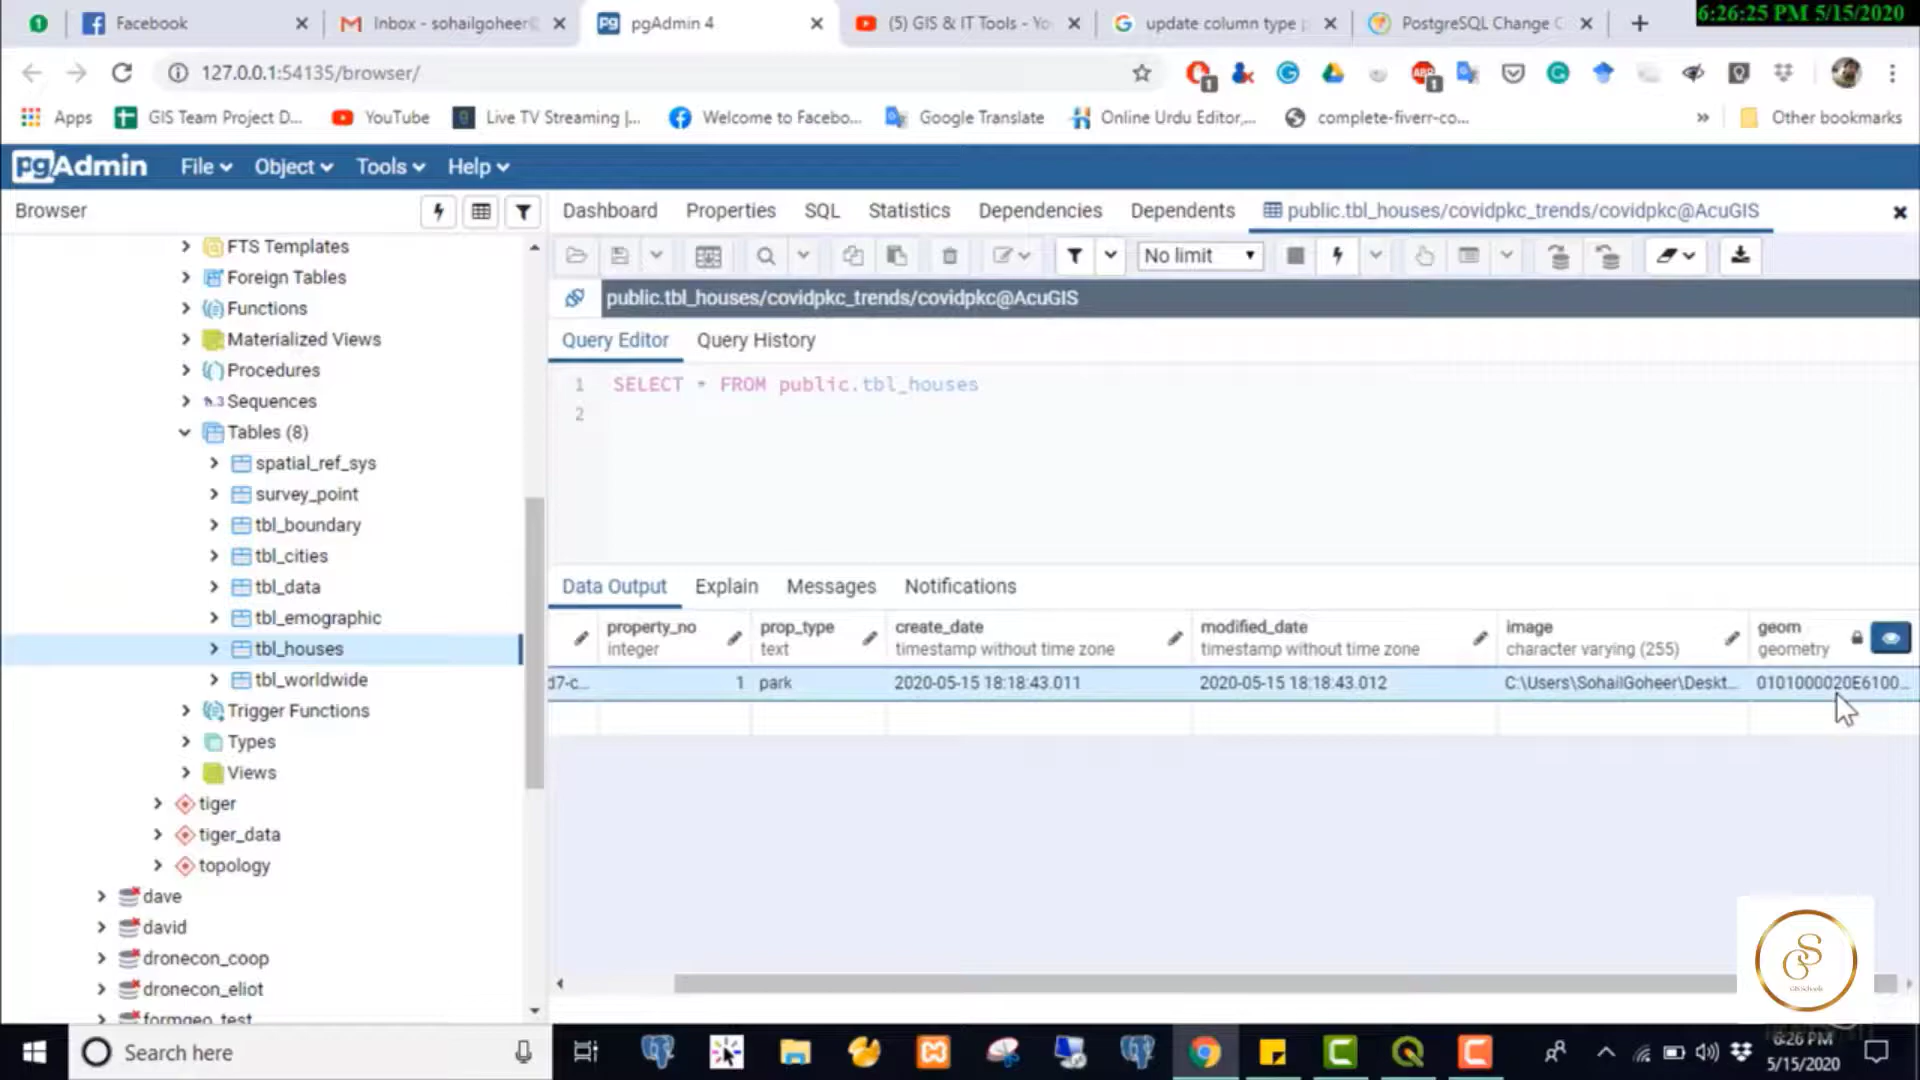 6:26:25 PM 5/15/2020
1
Facebook
Inbox - sohailgoheer
pgAdmin 4
(5) GIS & IT Tools - Yo
update column type
PostgreSQL Change
127.0.0.1:54135/browser/
Apps
GIS Team Project D...
YouTube
Live TV Streaming |...
Welcome to Facebo...
Google Translate
Online Urdu Editor,...
complete-fiverr-co...
»
Other bookmarks
pgAdmin
File
Object
Tools
Help
Browser
Dashboard
Properties
SQL
Statistics
Dependencies
Dependents
public.tbl_houses/covidpkc_trends/covidpkc@AcuGIS
No limit
public.tbl_houses/covidpkc_trends/covidpkc@AcuGIS
Query Editor
Query History
1 SELECT * FROM public.tbl_houses
2
FTS Templates
Foreign Tables
Functions
Materialized Views
Procedures
Sequences
Tables (8)
spatial_ref_sys
survey_point
tbl_boundary
tbl_cities
tbl_data
tbl_emographic
tbl_houses
tbl_worldwide
Trigger Functions
Types
Views
tiger
tiger_data
topology
dave
david
dronecon_coop
dronecon_eliot
formgeo_test
Data Output
Explain
Messages
Notifications
property_no
integer
prop_type
text
create_date
timestamp without time zone
modified_date
timestamp without time zone
image
character varying (255)
geom
geometry
d7-c...
1
park
2020-05-15 18:18:43.011
2020-05-15 18:18:43.012
C:\Users\SohailGoheer\Deskt...
0101000020E6100...
Search here
6:26 PM
5/15/2020